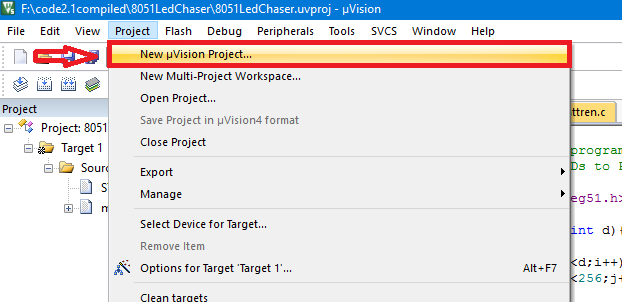 F:\code2.1compiled\8051LedChaser\8051LedChaser.uvproj - µVision
File Edit View Project Flash Debug Peripherals Tools SVCS Window Help
New µVision Project...
New Multi-Project Workspace...
Open Project...
Save Project in µVision4 format
Close Project
Export
Manage
Select Device for Target...
Remove Item
Options for Target 'Target 1'... Alt+F7
Clean targets
Project
Project: 8051
Target 1
Sourc
S
m
ttren.c
program
Ds to P
eg51.h>
int d){
<d;i++)
<256;j+